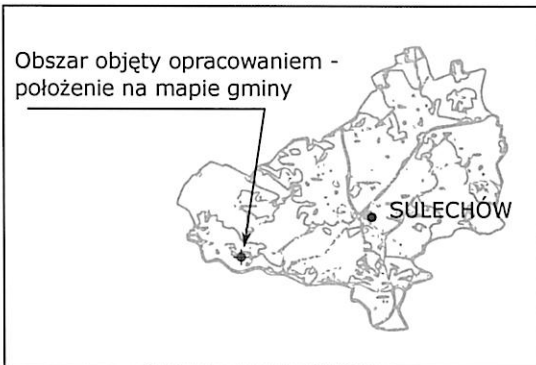 Obszar objęty opracowaniem -
położenie na mapie gminy
SULECHÓW